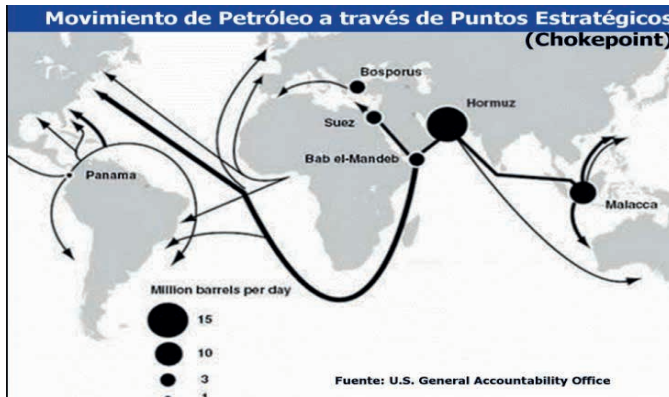 Movimiento de Petróleo a través de Puntos Estratégicos
(Chokepoint)
Bosporus
Suez
Hormuz
Bab el-Mandeb
Panama
Malacca
Million barrels per day
15
10
3
1
Fuente: U.S. General Accountability Office